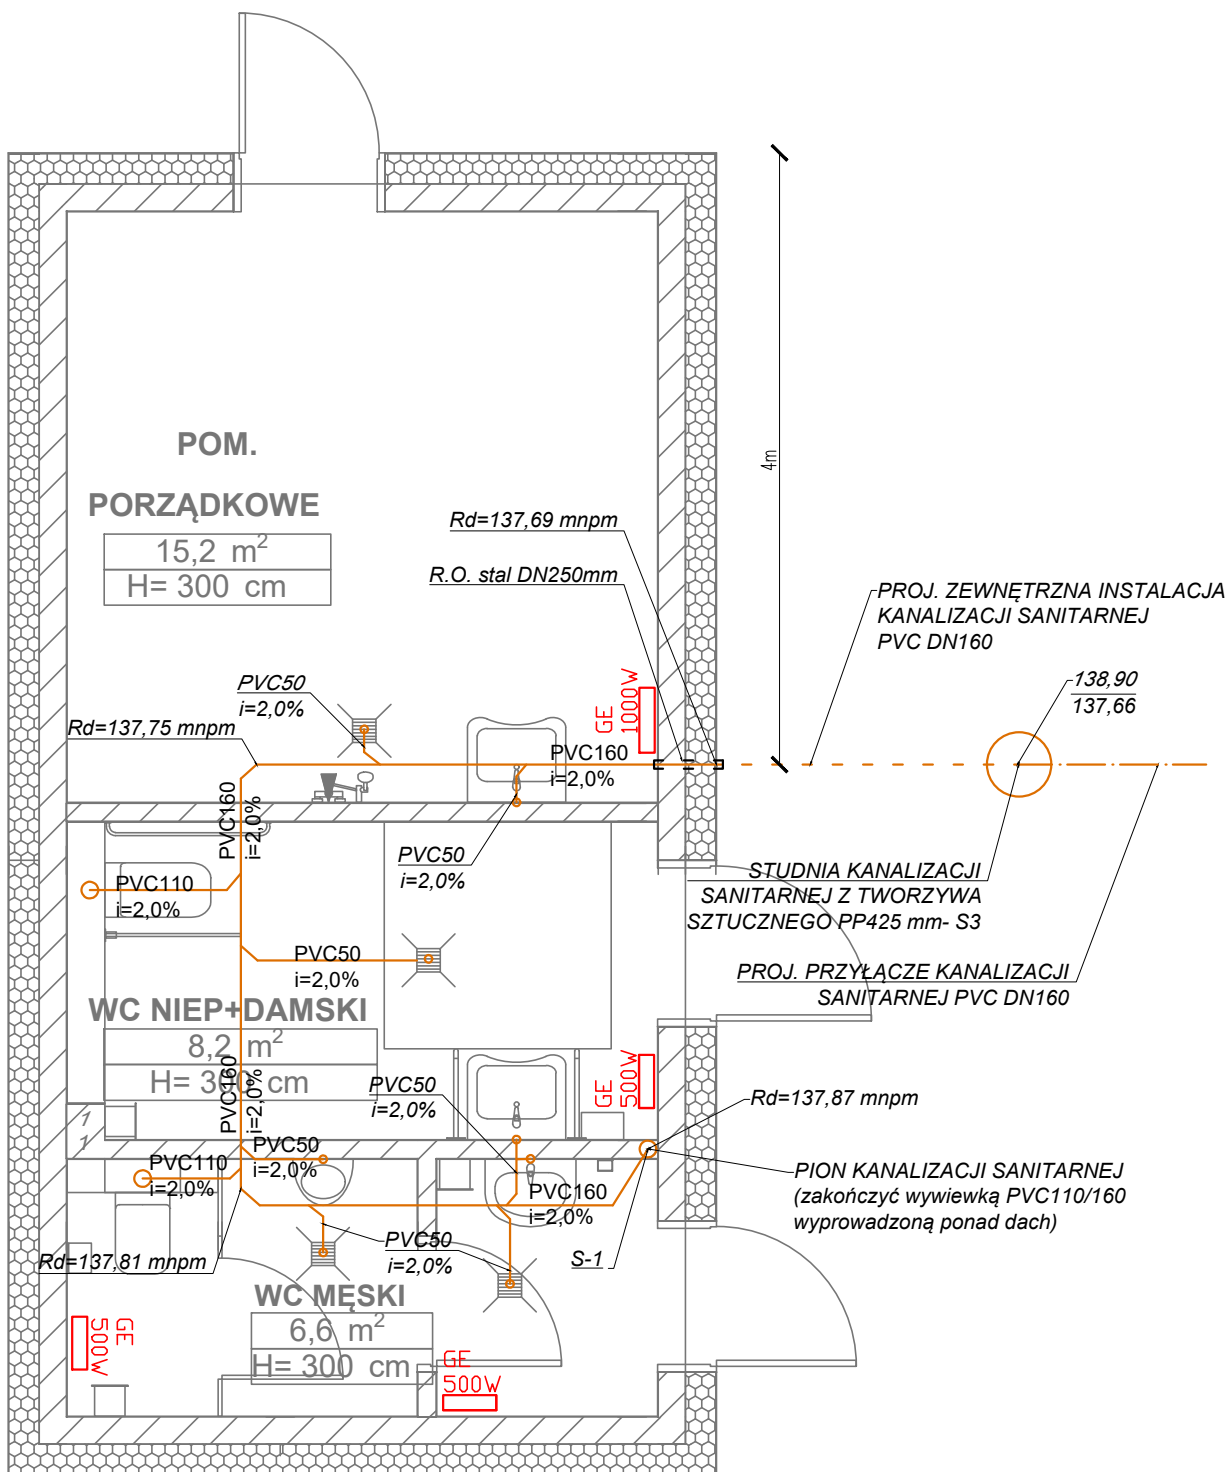 POM.
PORZĄDKOWE
15,2 m²
H= 300 cm
4m
Rd=137,69 mnpm
R.O. stal DN250mm
PROJ. ZEWNĘTRZNA INSTALACJA
KANALIZACJI SANITARNEJ
PVC DN160
138,90
137,66
PVC50
i=2,0%
GE
1000W
Rd=137,75 mnpm
PVC160
i=2,0%
PVC160
i=2,0%
PVC50
i=2,0%
STUDNIA KANALIZACJI
SANITARNEJ Z TWORZYWA
SZTUCZNEGO PP425 mm- S3
PVC110
i=2,0%
PVC50
i=2,0%
PROJ. PRZYŁĄCZE KANALIZACJI
SANITARNEJ PVC DN160
WC NIEP+DAMSKI
8,2 m²
H= 300 cm
PVC160
i=2,0%
PVC50
i=2,0%
GE
500W
Rd=137,87 mnpm
PVC50
i=2,0%
PVC110
i=2,0%
PVC160
i=2,0%
PION KANALIZACJI SANITARNEJ
(zakończyć wywiewką PVC110/160
wyprowadzoną ponad dach)
Rd=137,81 mnpm
PVC50
i=2,0%
S-1
WC MĘSKI
6,6 m²
H= 300 cm
GE
500W
GE
500W